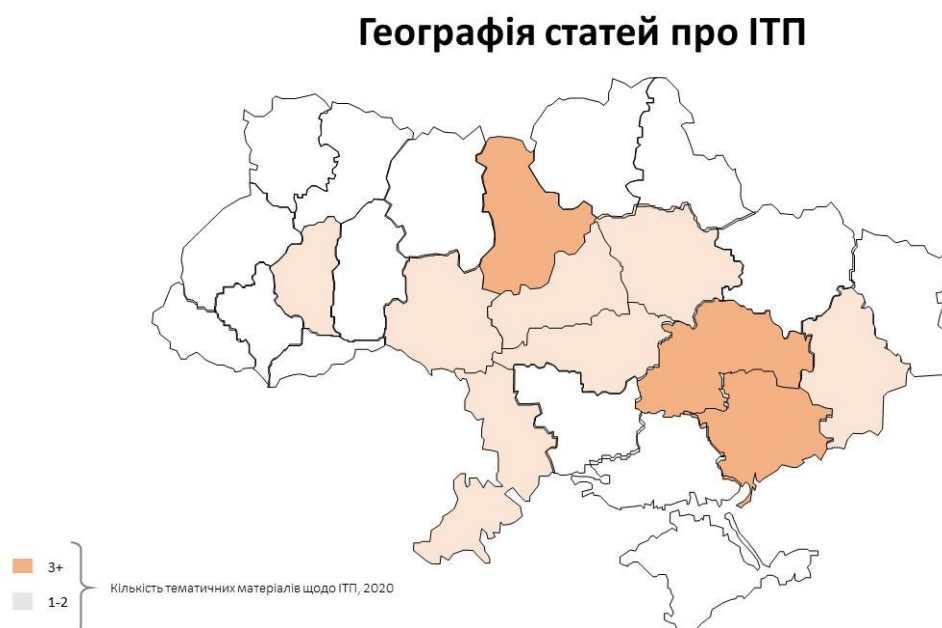 Географія статей про ІТП
3+
1-2
Кількість тематичних матеріалів щодо ІТП, 2020